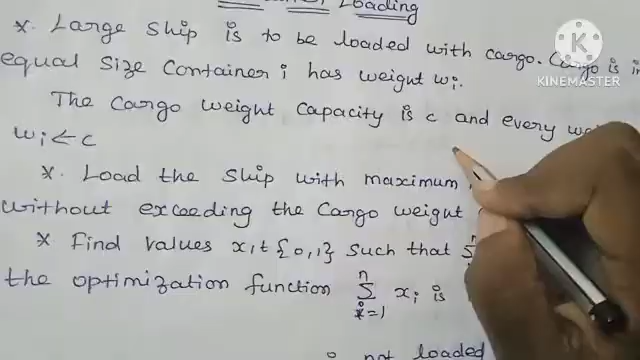 Loading
* Large Ship is to be loaded with cargo. Cargo is in
KINEMASTER
equal Size Container i has weight wi.
The Cargo weight Capacity is c and every
wi ≤ c
* Load the Ship with maximum
without exceeding the Cargo weight
* Find values x,t {0,1} Such that
the optimization function n Σ i=1 xi is
not loaded